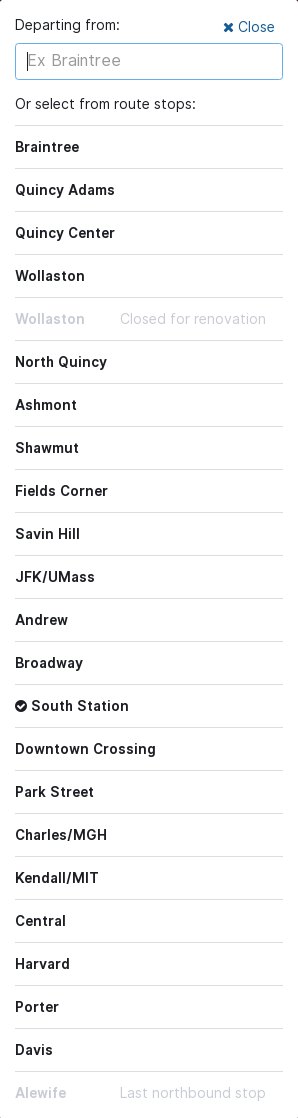 Departing from:
Close
Ex Braintree
Or select from route stops:
Braintree
Quincy Adams
Quincy Center
Wollaston
Wollaston Closed for renovation
North Quincy
Ashmont
Shawmut
Fields Corner
Savin Hill
JFK/UMass
Andrew
Broadway
South Station
Downtown Crossing
Park Street
Charles/MGH
Kendall/MIT
Central
Harvard
Porter
Davis
Alewife Last northbound stop